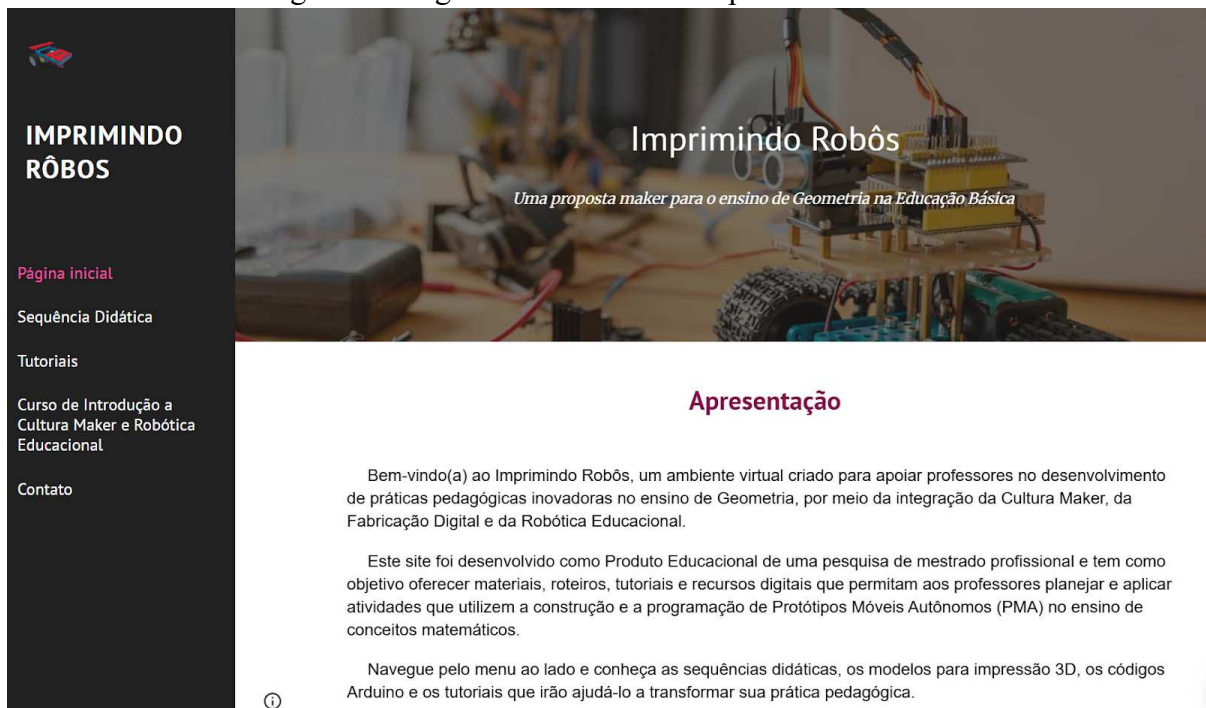 IMPRIMINDO
RÔBOS
Página inicial
Sequência Didática
Tutoriais
Curso de Introdução a
Cultura Maker e Robótica
Educacional
Contato
Imprimindo Robôs
Uma proposta maker para o ensino de Geometria na Educação Básica
Apresentação
Bem-vindo(a) ao Imprimindo Robôs, um ambiente virtual criado para apoiar professores no desenvolvimento
de práticas pedagógicas inovadoras no ensino de Geometria, por meio da integração da Cultura Maker, da
Fabricação Digital e da Robótica Educacional.
Este site foi desenvolvido como Produto Educacional de uma pesquisa de mestrado profissional e tem como
objetivo oferecer materiais, roteiros, tutoriais e recursos digitais que permitam aos professores planejar e aplicar
atividades que utilizem a construção e a programação de Protótipos Móveis Autônomos (PMA) no ensino de
conceitos matemáticos.
Navegue pelo menu ao lado e conheça as sequências didáticas, os modelos para impressão 3D, os códigos
Arduino e os tutoriais que irão ajudá-lo a transformar sua prática pedagógica.